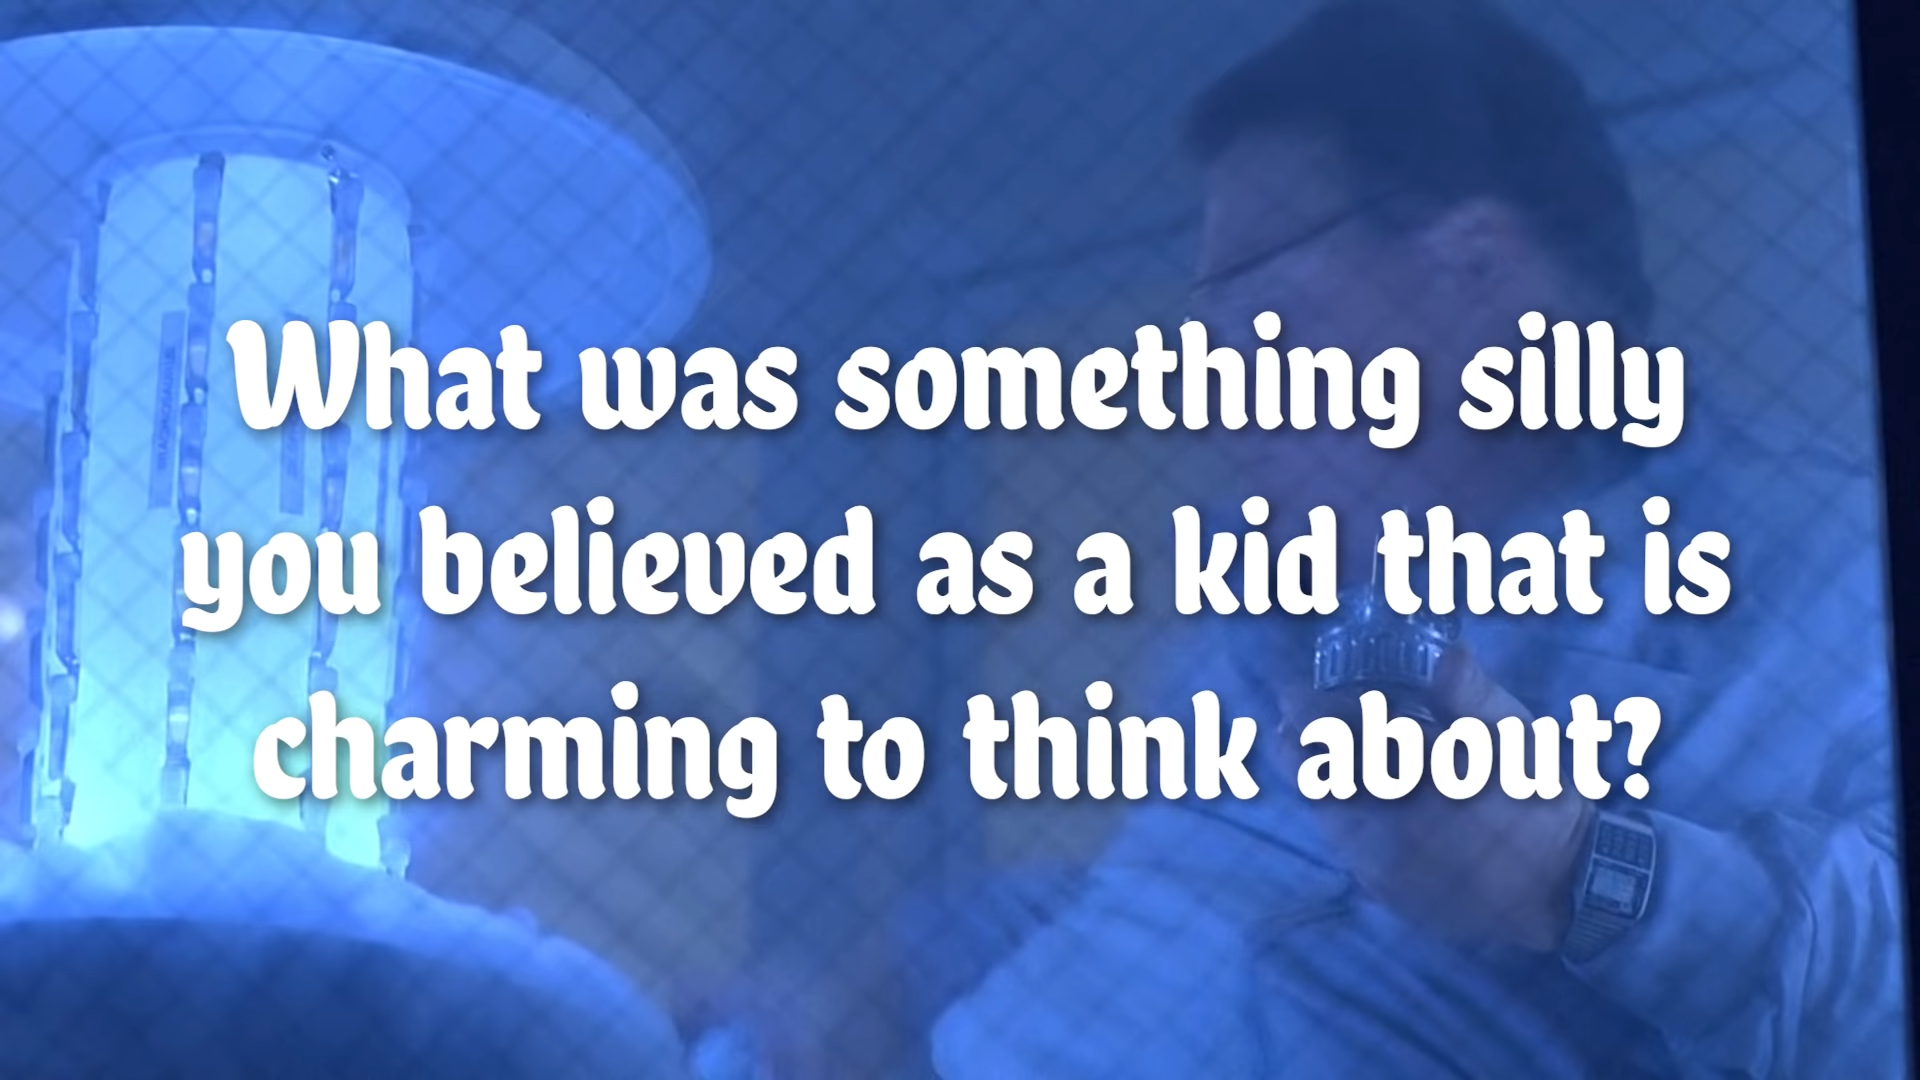 What was something silly
you believed as a kid that is
charming to think about?